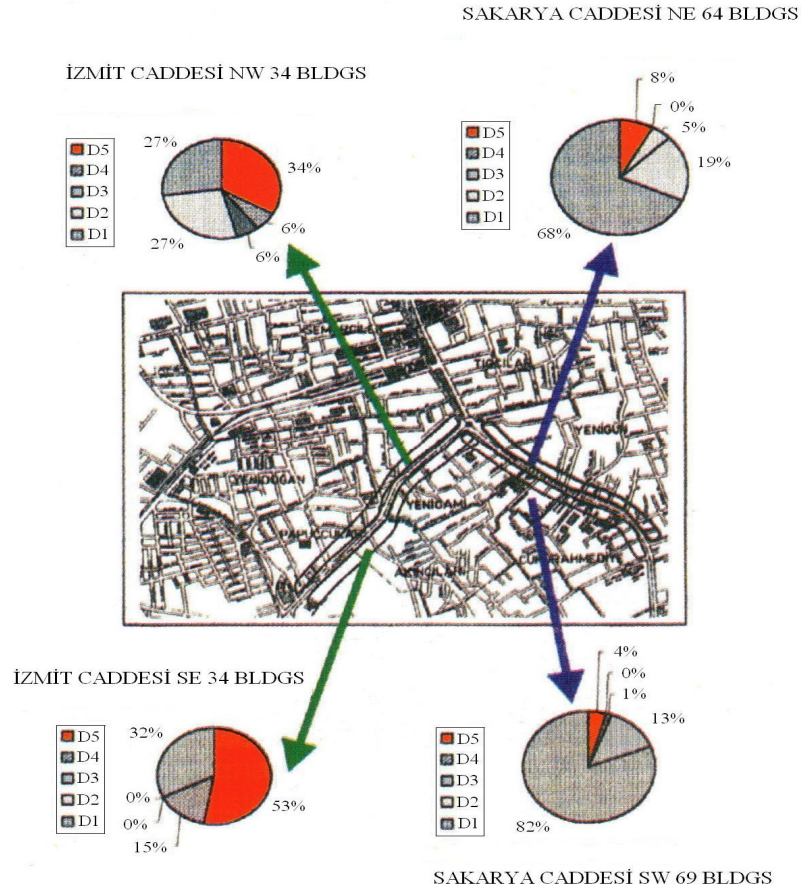 SAKARYA CADDESİ NE 64 BLDGS
İZMİT CADDESİ NW 34 BLDGS
D5
D4
D3
D2
D1
27%
34%
6%
6%
27%
D5
D4
D3
D2
D1
8%
0%
5%
19%
68%
YENİGÜN
YENİDOĞAN
YENİCAMİ
İZMİT CADDESİ SE 34 BLDGS
D5
D4
D3
D2
D1
32%
0%
0%
15%
53%
D5
D4
D3
D2
D1
4%
0%
1%
13%
82%
SAKARYA CADDESİ SW 69 BLDGS